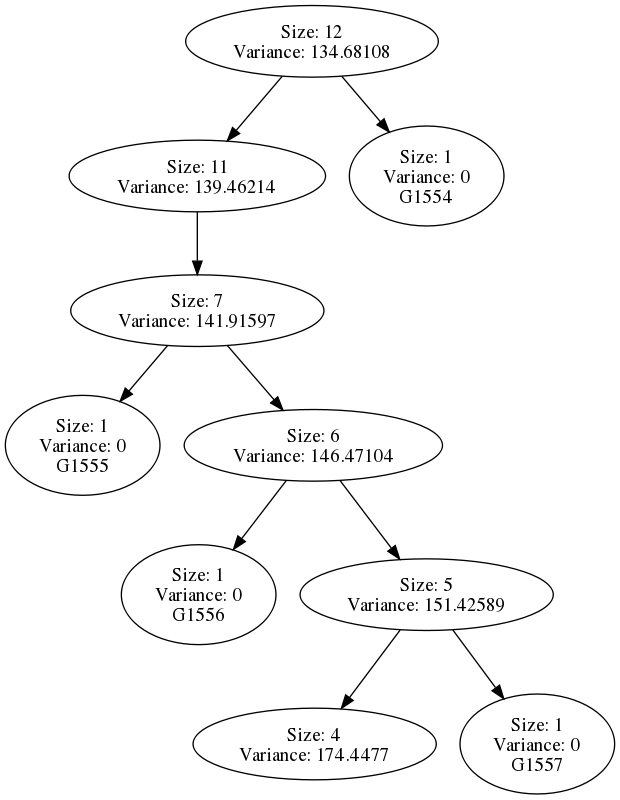 Size: 12
Variance: 134.68108
Size: 11
Variance: 139.46214
Size: 1
Variance: 0
G1554
Size: 7
Variance: 141.91597
Size: 1
Variance: 0
G1555
Size: 6
Variance: 146.47104
Size: 1
Variance: 0
G1556
Size: 5
Variance: 151.42589
Size: 4
Variance: 174.4477
Size: 1
Variance: 0
G1557